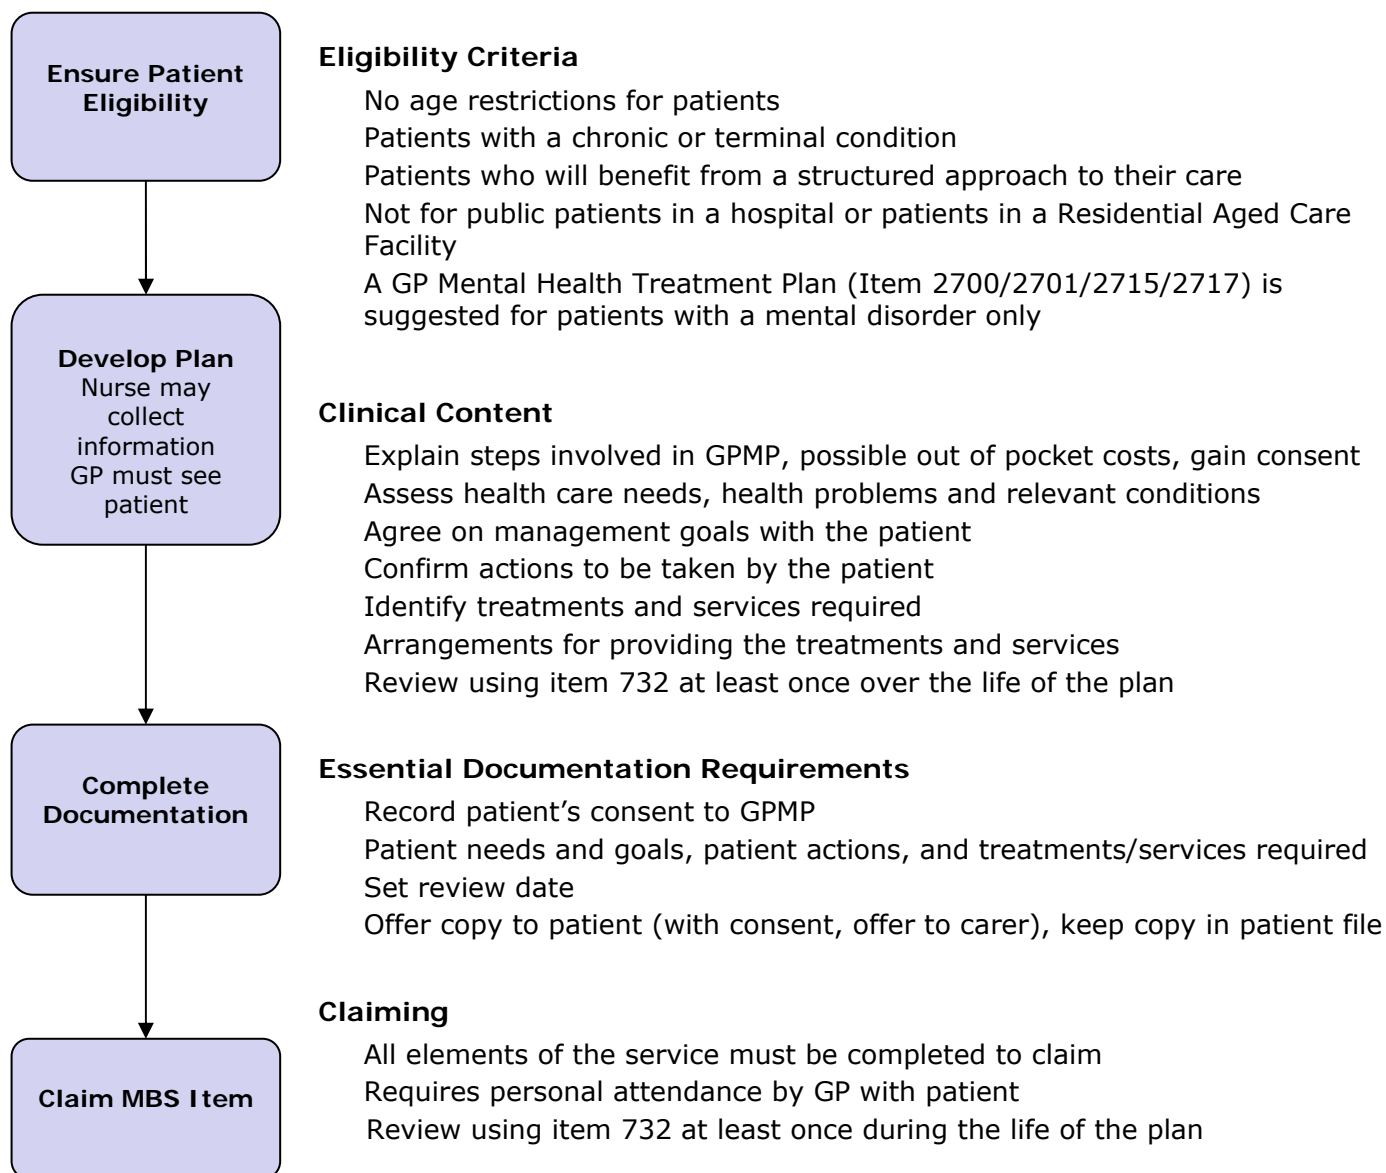 Ensure Patient
Eligibility
Eligibility Criteria
No age restrictions for patients
Patients with a chronic or terminal condition
Patients who will benefit from a structured approach to their care
Not for public patients in a hospital or patients in a Residential Aged Care
Facility
A GP Mental Health Treatment Plan (Item 2700/2701/2715/2717) is
suggested for patients with a mental disorder only
Develop Plan
Nurse may
collect
information
GP must see
patient
Clinical Content
Explain steps involved in GPMP, possible out of pocket costs, gain consent
Assess health care needs, health problems and relevant conditions
Agree on management goals with the patient
Confirm actions to be taken by the patient
Identify treatments and services required
Arrangements for providing the treatments and services
Review using item 732 at least once over the life of the plan
Complete
Documentation
Essential Documentation Requirements
Record patient’s consent to GPMP
Patient needs and goals, patient actions, and treatments/services required
Set review date
Offer copy to patient (with consent, offer to carer), keep copy in patient file
Claim MBS Item
Claiming
All elements of the service must be completed to claim
Requires personal attendance by GP with patient
Review using item 732 at least once during the life of the plan